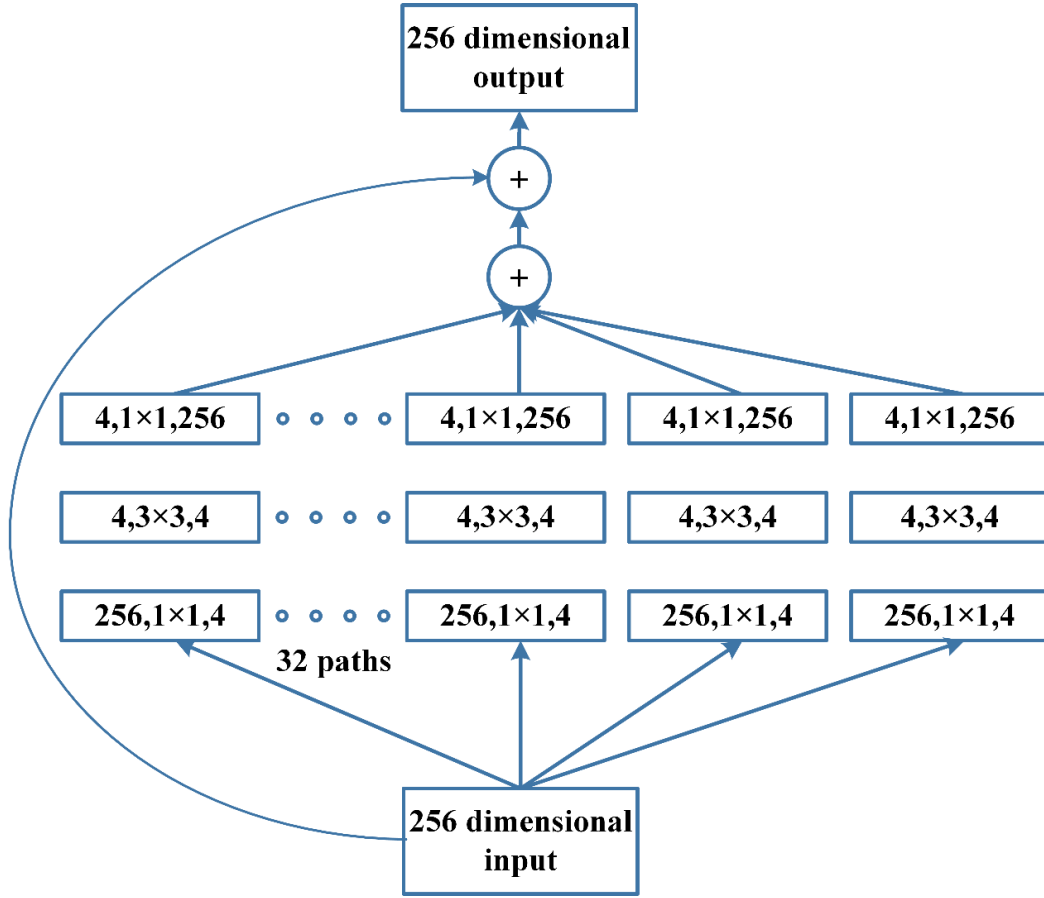 256 dimensional
output
+
+
4,1×1,256 4,1×1,256 4,1×1,256 4,1×1,256
4,3×3,4 4,3×3,4 4,3×3,4 4,3×3,4
256,1×1,4 256,1×1,4 256,1×1,4 256,1×1,4
32 paths
256 dimensional
input